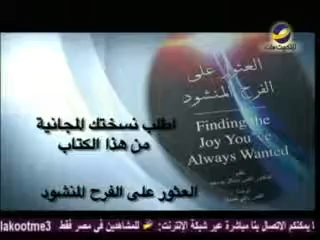 العثور على
الفرح المنشود
Finding the
Joy You've
Always Wanted
اطلب نسختك المجانية
من هذا الكتاب
العثور على الفرح المنشود
ا يمكنكم الاتصال بنا مباشرة عبر شبكة الإنترنت: للمشاهدين في مصر فقط lakootme3